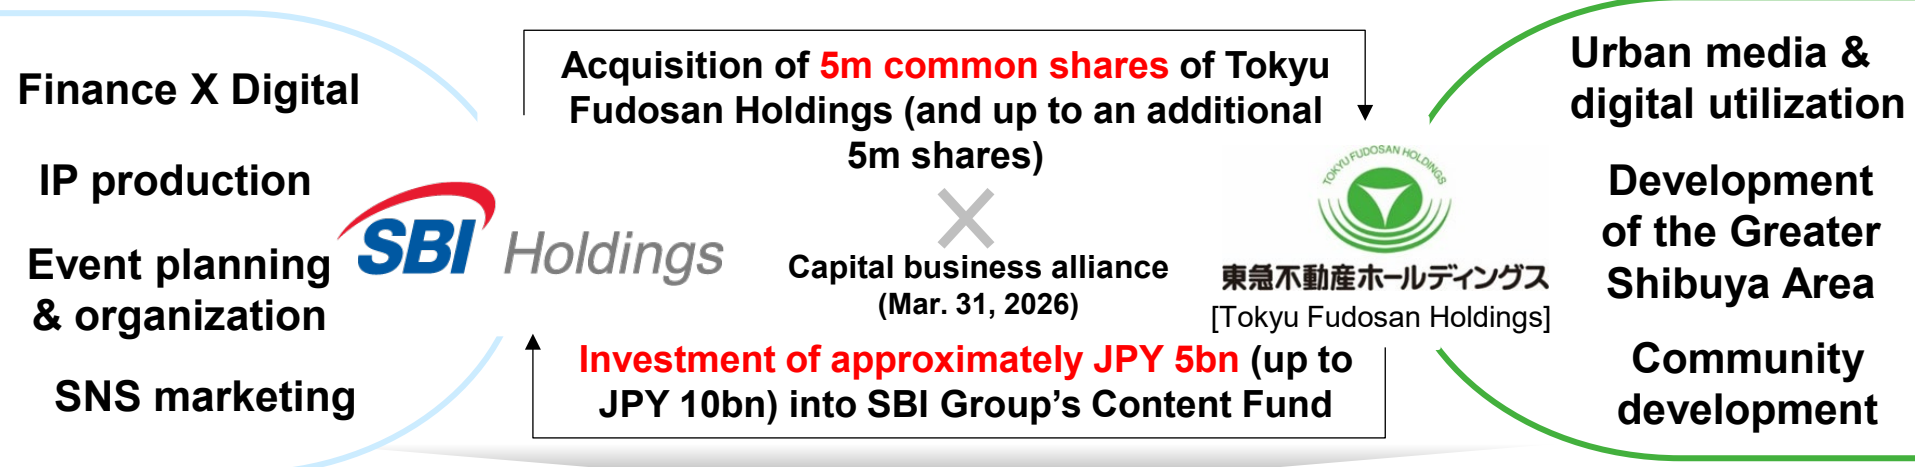 Finance X Digital
IP production
Event planning
& organization
SNS marketing
SBI Holdings
Acquisition of 5m common shares of Tokyu
Fudosan Holdings (and up to an additional
5m shares)
Capital business alliance
(Mar. 31, 2026)
Investment of approximately JPY 5bn (up to
JPY 10bn) into SBI Group's Content Fund
TOKYU FUDOSAN HOLDINGS
東急不動産ホールディングス
[Tokyu Fudosan Holdings]
Urban media &
digital utilization
Development
of the Greater
Shibuya Area
Community
development